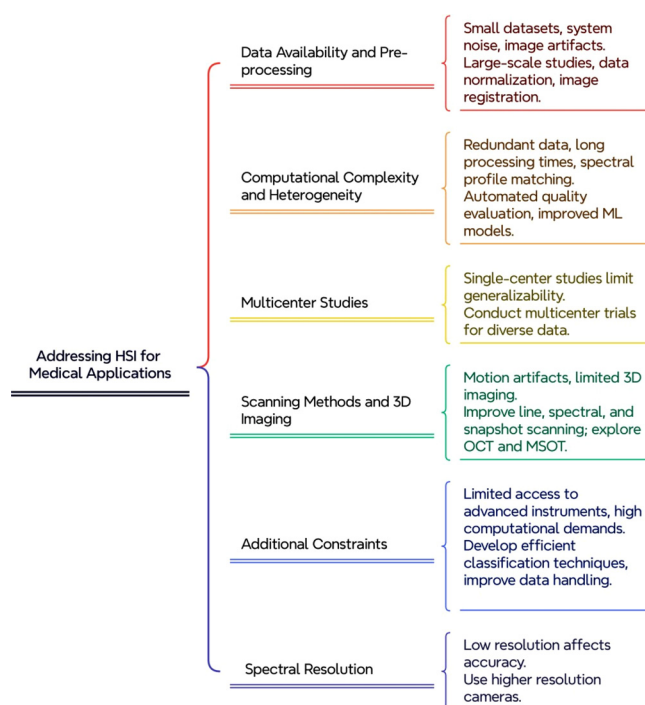 Addressing HSI for
Medical Applications
Data Availability and Pre-
processing
Small datasets, system
noise, image artifacts.
Large-scale studies, data
normalization, image
registration.
Computational Complexity
and Heterogeneity
Redundant data, long
processing times, spectral
profile matching.
Automated quality
evaluation, improved ML
models.
Multicenter Studies
Single-center studies limit
generalizability.
Conduct multicenter trials
for diverse data.
Scanning Methods and 3D
Imaging
Motion artifacts, limited 3D
imaging.
Improve line, spectral, and
snapshot scanning; explore
OCT and MSOT.
Additional Constraints
Limited access to
advanced instruments, high
computational demands.
Develop efficient
classification techniques,
improve data handling.
Spectral Resolution
Low resolution affects
accuracy.
Use higher resolution
cameras.